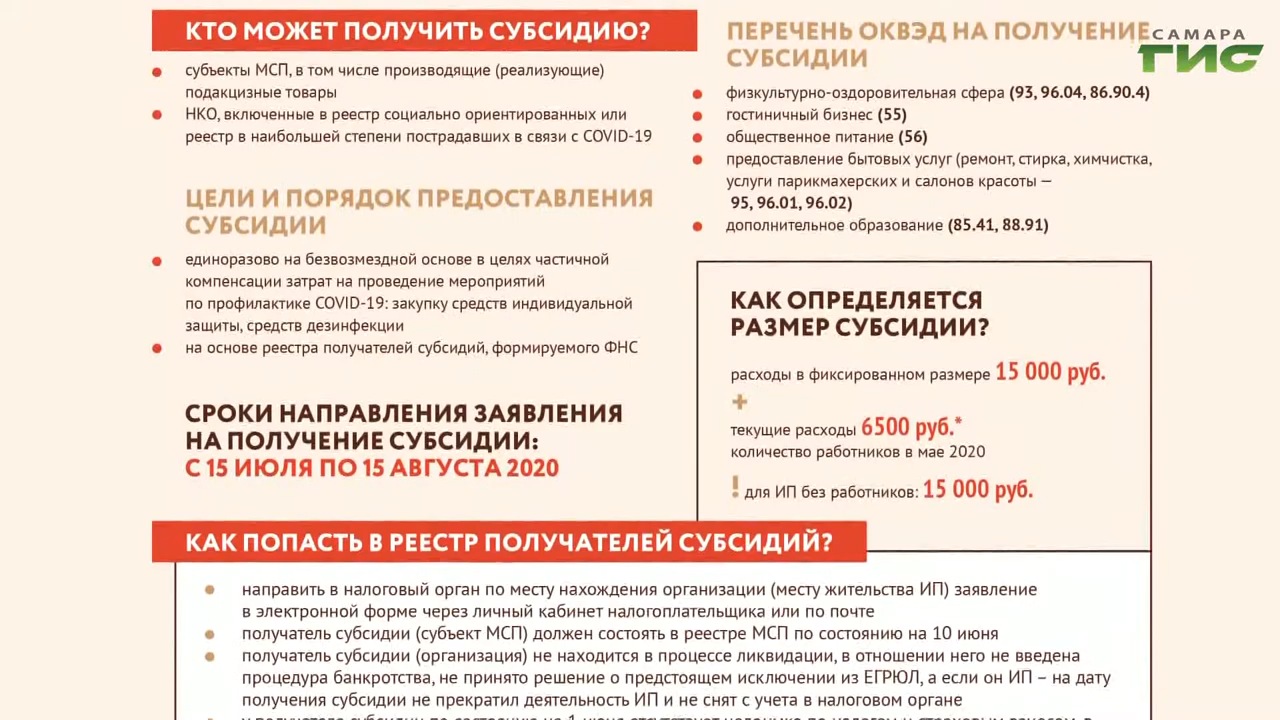 КТО МОЖЕТ ПОЛУЧИТЬ СУБСИДИЮ?
субъекты МСП, в том числе производящие (реализующие)
подакцизные товары
НКО, включенные в реестр социально ориентированных или
реестр в наибольшей степени пострадавших в связи с COVID-19
ЦЕЛИ И ПОРЯДОК ПРЕДОСТАВЛЕНИЯ
СУБСИДИИ
единоразово на безвозмездной основе в целях частичной
компенсации затрат на проведение мероприятий
по профилактике COVID-19: закупку средств индивидуальной
защиты, средств дезинфекции
на основе реестра получателей субсидий, формируемого ФНС
СРОКИ НАПРАВЛЕНИЯ ЗАЯВЛЕНИЯ
НА ПОЛУЧЕНИЕ СУБСИДИИ:
С 15 ИЮЛЯ ПО 15 АВГУСТА 2020
ПЕРЕЧЕНЬ ОКВЭД НА ПОЛУЧЕНИЕ
СУБСИДИИ
САМАРА
ГИС
физкультурно-оздоровительная сфера (93, 96.04, 86.90.4)
гостиничный бизнес (55)
общественное питание (56)
предоставление бытовых услуг (ремонт, стирка, химчистка,
услуги парикмахерских и салонов красоты —
95, 96.01, 96.02)
дополнительное образование (85.41, 88.91)
КАК ОПРЕДЕЛЯЕТСЯ
РАЗМЕР СУБСИДИИ?
расходы в фиксированном размере 15 000 руб.
+
текущие расходы 6500 руб.*
количество работников в мае 2020
! для ИП без работников: 15 000 руб.
КАК ПОПАСТЬ В РЕЕСТР ПОЛУЧАТЕЛЕЙ СУБСИДИЙ?
направить в налоговый орган по месту нахождения организации (месту жительства ИП) заявление
в электронной форме через личный кабинет налогоплательщика или по почте
получатель субсидии (субъект МСП) должен состоять в реестре МСП по состоянию на 10 июня
получатель субсидии (организация) не находится в процессе ликвидации, в отношении него не введена
процедура банкротства, не принято решение о предстоящем исключении из ЕГРЮЛ, а если он ИП – на дату
получения субсидии не прекратил деятельность ИП и не снят с учета в налоговом органе